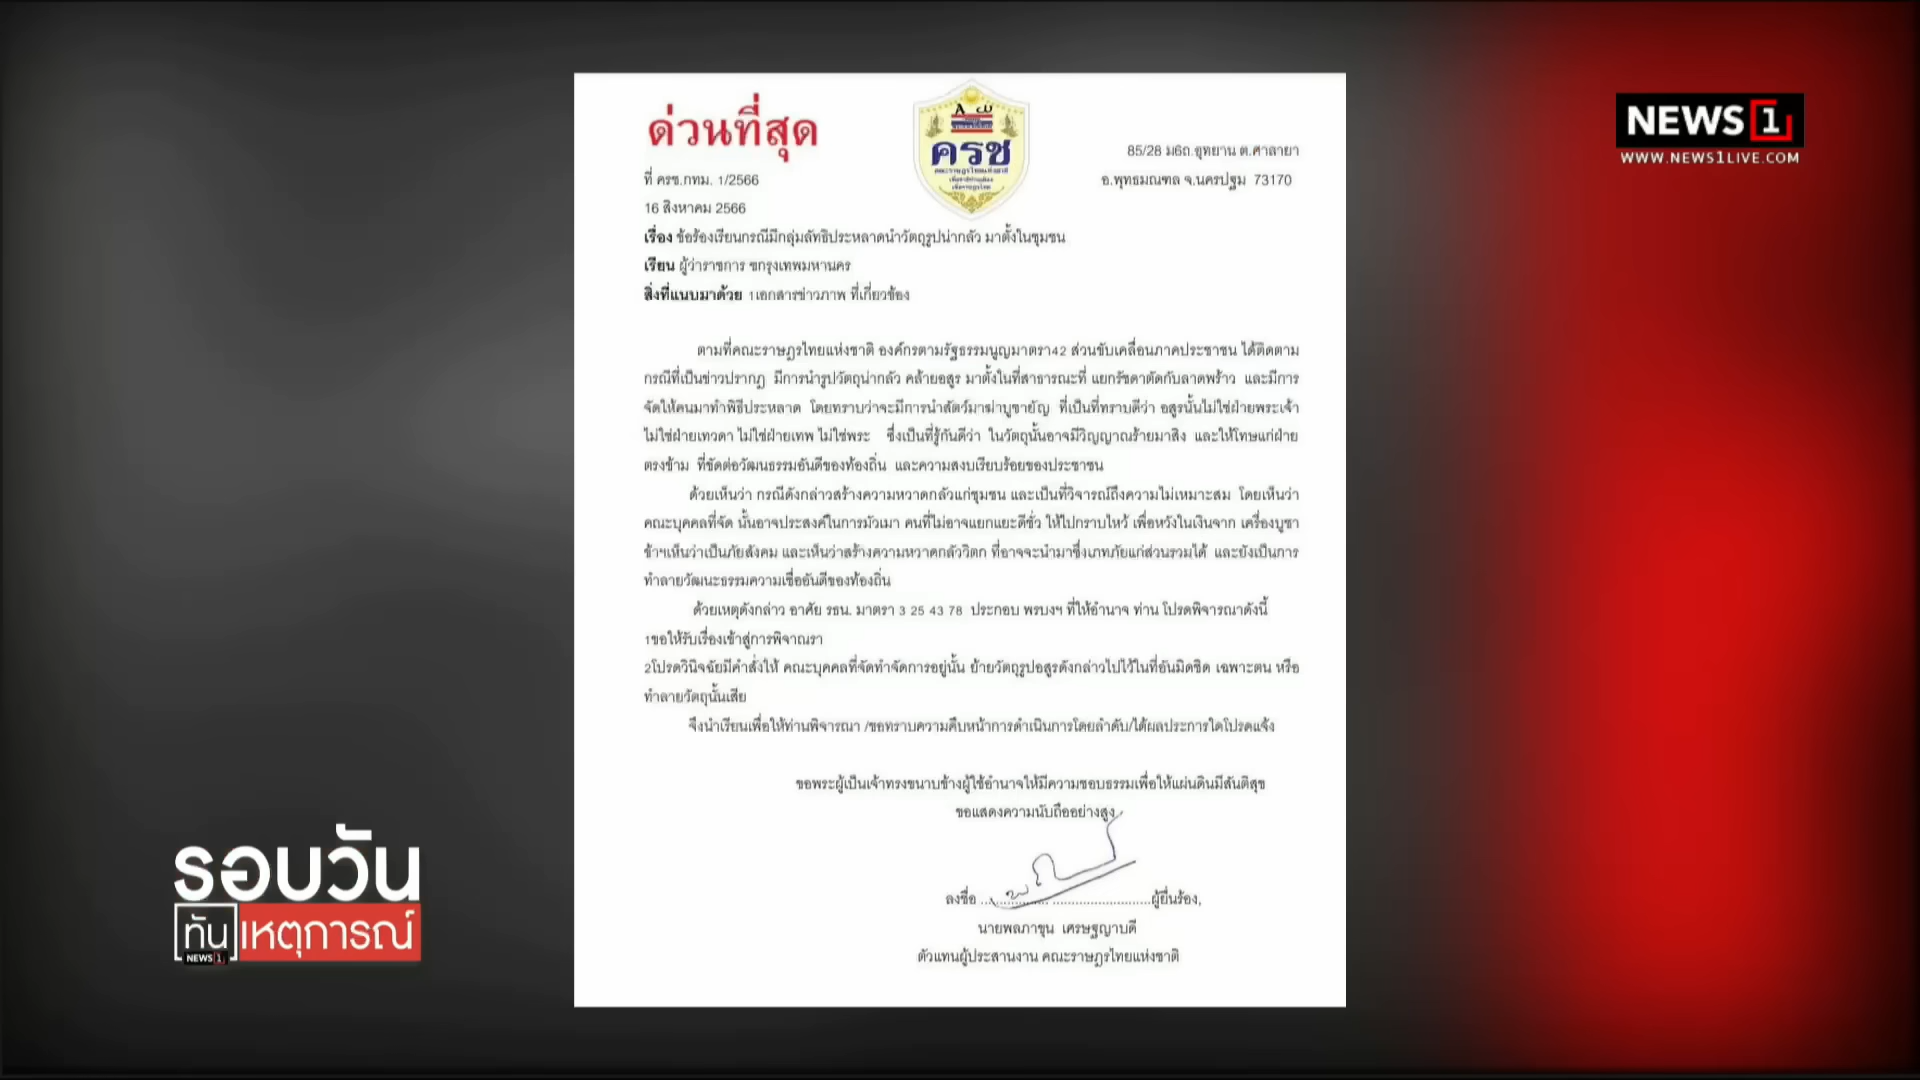 NEWS 1
WWW.NEWS1LIVE.COM
ด่วนที่สุด
ครช
85/28 ม6ถ.อุทยาน ต.ศาลายา
อ.พุทธมณฑล จ.นครปฐม 73170
ที่ ครช.กทม. 1/2566
16 สิงหาคม 2566
เรื่อง ข้อร้องเรียนกรณีมีกลุ่มลัทธิประหลาดนำวัตถุรูปน่ากลัว มาตั้งในชุมชน
เรียน ผู้ว่าราชการ ชกรุงเทพมหานคร
สิ่งที่แนบมาด้วย 1เอกสารข่าวภาพ ที่เกี่ยวข้อง
ตามที่คณะราษฎรไทยแห่งชาติ องค์กรตามรัฐธรรมนูญมาตรา42 ส่วนขับเคลื่อนภาคประชาชน ได้ติดตาม
กรณีที่เป็นข่าวปรากฏ มีการนำรูปวัตถุน่ากลัว คล้ายอสูร มาตั้งในที่สาธารณะที่ แยกรัชดาตัดกับลาดพร้าว และมีการ
จัดให้คนมาทำพิธีประหลาด โดยทราบว่าจะมีการนำสัตว์มาฆ่าบูชายัญ ที่เป็นที่ทราบดีว่า อสูรนั้นไม่ใช่ฝ่ายพระเจ้า
ไม่ใช่ฝ่ายเทวดา ไม่ใช่ฝ่ายเทพ ไม่ใช่พระ ซึ่งเป็นที่รู้กันดีว่า ในวัตถุนั้นอาจมีวิญญาณร้ายมาสิง และให้โทษแก่ฝ่าย
ตรงข้าม ที่ขัดต่อวัฒนธรรมอันดีของท้องถิ่น และความสงบเรียบร้อยของประชาชน
ด้วยเห็นว่า กรณีดังกล่าวสร้างความหวาดกลัวแก่ชุมชน และเป็นที่วิจารณ์ถึงความไม่เหมาะสม โดยเห็นว่า
คณะบุคคลที่จัด นั้นอาจประสงค์ในการมัวเมา คนที่ไม่อาจแยกแยะดีชั่ว ให้ไปกราบไหว้ เพื่อหวังในเงินจาก เครื่องบูชา
ข้าฯเห็นว่าเป็นภัยสังคม และเห็นว่าสร้างความหวาดกลัววิตก ที่อาจจะนำมาซึ่งเภทภัยแก่ส่วนรวมได้ และยังเป็นการ
ทำลายวัฒนะธรรมความเชื่ออันดีของท้องถิ่น
ด้วยเหตุดังกล่าว อาศัย รธน. มาตรา 3 25 43 78 ประกอบ พรบงฯ ที่ให้อำนาจ ท่าน โปรดพิจารณาดังนี้
1ขอให้รับเรื่องเข้าสู่การพิจาณรา
2โปรดวินิจฉัยมีคำสั่งให้ คณะบุคคลที่จัดทำจัดการอยู่นั้น ย้ายวัตถุรูปอสูรดังกล่าวไปไว้ในที่อันมิดชิด เฉพาะตน หรือ
ทำลายวัตถุนั้นเสีย
จึงนำเรียนเพื่อให้ท่านพิจารณา /ขอทราบความคืบหน้าการดำเนินการโดยลำดับ/ได้ผลประการใดโปรดแจ้ง
ขอพระผู้เป็นเจ้าทรงขนาบข้างผู้ใช้อำนาจให้มีความชอบธรรมเพื่อให้แผ่นดินมีสันติสุข
ขอแสดงความนับถืออย่างสูง
ลงชื่อ ........................................ผู้ยื่นร้อง,
นายพลภาขุน เศรษฐญาบดี
ตัวแทนผู้ประสานงาน คณะราษฎรไทยแห่งชาติ
รอบวัน
ทัน เหตุการณ์
NEWS 1